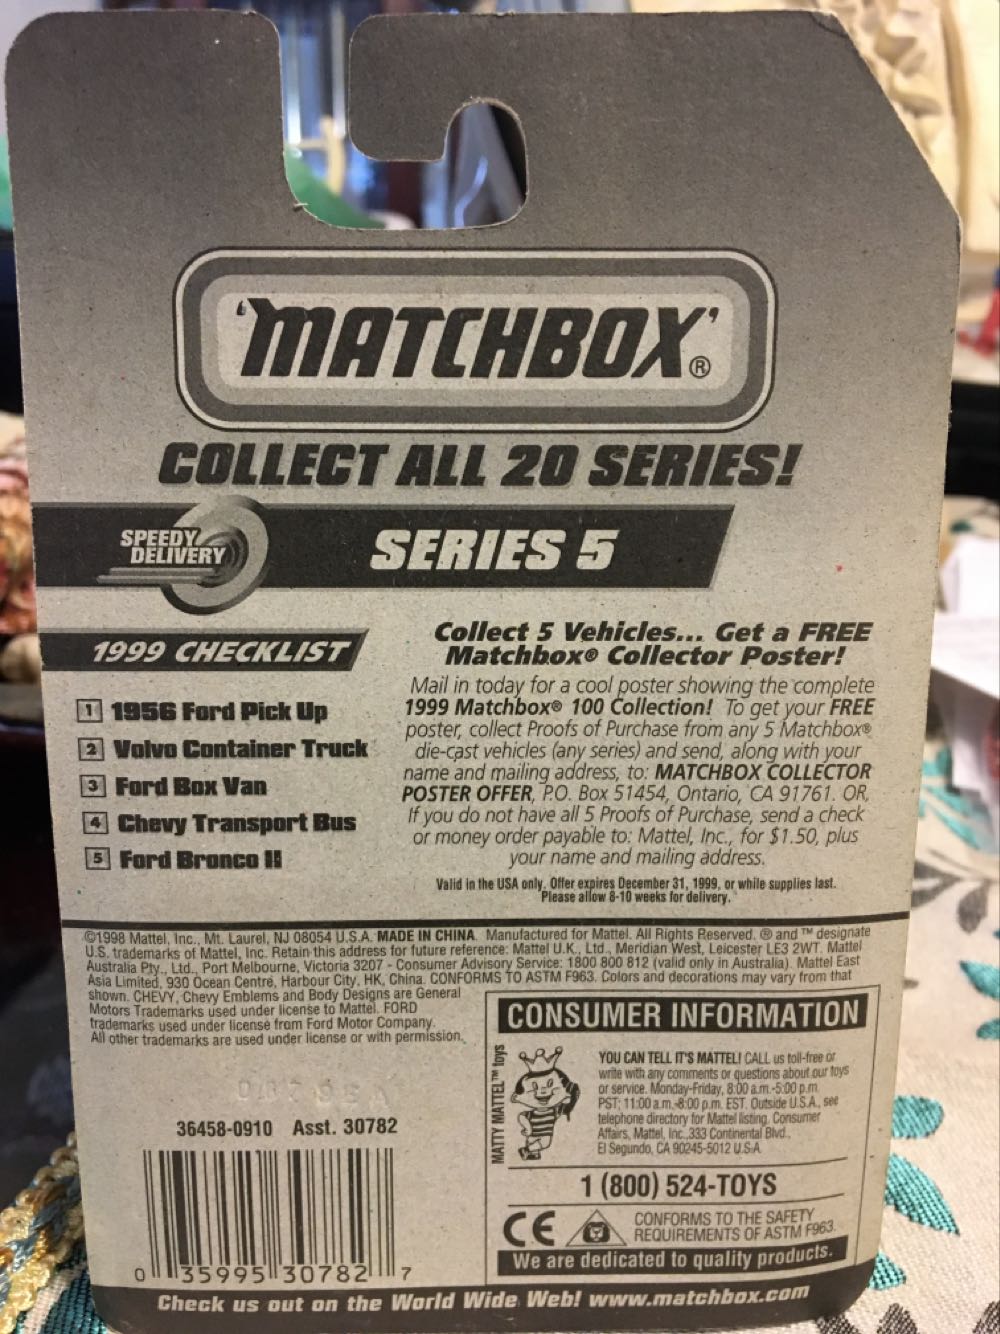 'MATCHBOX'®
COLLECT ALL 20 SERIES!
SPEEDY
DELIVERY
SERIES 5
1999 CHECKLIST
1 1956 Ford Pick Up
2 Volvo Container Truck
3 Ford Box Van
4 Chevy Transport Bus
5 Ford Bronco II
Collect 5 Vehicles... Get a FREE
Matchbox® Collector Poster!
Mail in today for a cool poster showing the complete
1999 Matchbox® 100 Collection! To get your FREE
poster, collect Proofs of Purchase from any 5 Matchbox®
die-cast vehicles (any series) and send, along with your
name and mailing address, to: MATCHBOX COLLECTOR
POSTER OFFER, P.O. Box 51454, Ontario, CA 91761. OR,
If you do not have all 5 Proofs of Purchase, send a check
or money order payable to: Mattel, Inc., for $1.50, plus
your name and mailing address.
Valid in the USA only. Offer expires December 31, 1999, or while supplies last.
Please allow 8-10 weeks for delivery.
©1998 Mattel, Inc., Mt. Laurel, NJ 08054 U.S.A. MADE IN CHINA. Manufactured for Mattel. All Rights Reserved. ® and ™ designate
U.S. trademarks of Mattel, Inc. Retain this address for future reference: Mattel U.K., Ltd., Meridian West, Leicester LE3 2WT. Mattel
Australia Pty., Ltd., Port Melbourne, Victoria 3207 - Consumer Advisory Service: 1800 800 812 (valid only in Australia). Mattel East
Asia Limited, 930 Ocean Centre, Harbour City, HK, China. CONFORMS TO ASTM F963. Colors and decorations may vary from that
shown. CHEVY, Chevy Emblems and Body Designs are General
Motors Trademarks used under license to Mattel. FORD
trademarks used under license from Ford Motor Company.
All other trademarks are used under license or with permission.
36458-0910 Asst. 30782
0 35995 30782 7
CONSUMER INFORMATION
MATTY MATTEL™ toys
YOU CAN TELL IT'S MATTEL! CALL us toll-free or
write with any comments or questions about our toys
or service. Monday-Friday, 8:00 a.m.-5:00 p.m.
PST; 11:00 a.m.-8:00 p.m. EST. Outside U.S.A., see
telephone directory for Mattel listing. Consumer
Affairs, Mattel, Inc.,333 Continental Blvd.,
El Segundo, CA 90245-5012 U.S.A.
1 (800) 524-TOYS
CE
CONFORMS TO THE SAFETY
REQUIREMENTS OF ASTM F963.
We are dedicated to quality products.
Check us out on the World Wide Web! www.matchbox.com